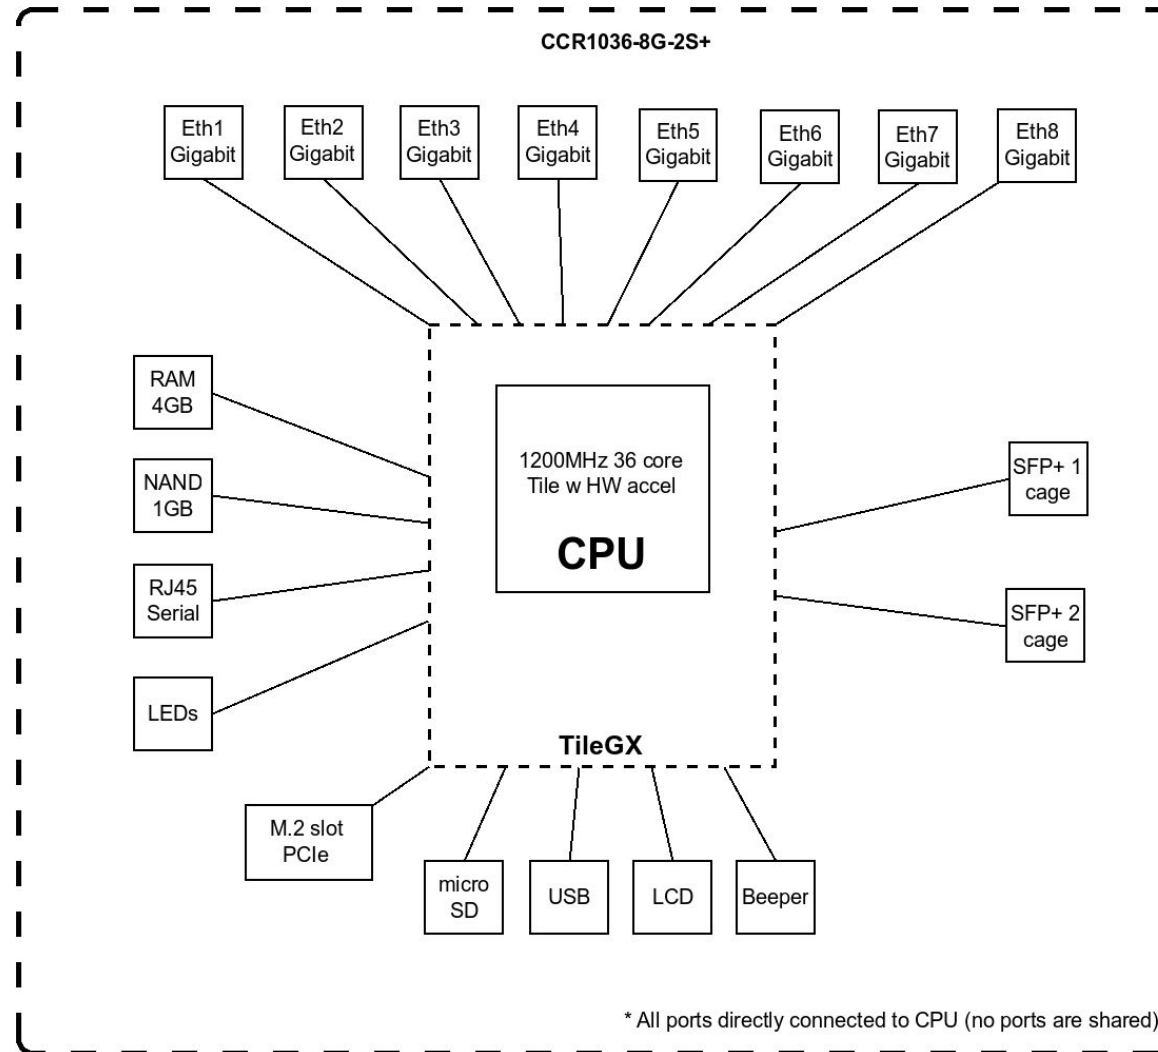 CCR1036-8G-2S+
Eth1
Gigabit
Eth2
Gigabit
Eth3
Gigabit
Eth4
Gigabit
Eth5
Gigabit
Eth6
Gigabit
Eth7
Gigabit
Eth8
Gigabit
RAM
4GB
NAND
1GB
RJ45
Serial
LEDs
1200MHz 36 core
Tile w HW accel
CPU
TileGX
SFP+ 1
cage
SFP+ 2
cage
M.2 slot
PCIe
micro
SD
USB
LCD
Beeper
* All ports directly connected to CPU (no ports are shared)